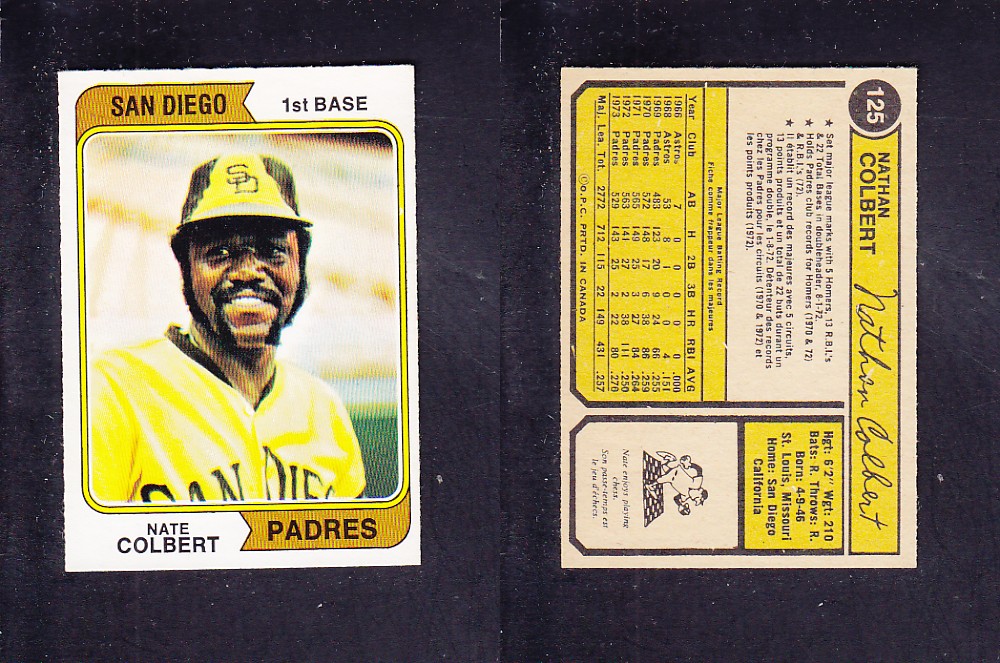 SAN DIEGO
1st BASE
SD
SAN DIE
NATE
COLBERT
PADRES
125
NATHAN
COLBERT
Nathan Colbert
★ Set major league marks with 5 Homers, 13 R.B.I.'s
& 22 Total Bases in doubleheader, 8-1-72.
★ Holds Padres club records for Homers (1970 & 72)
& R.B.I.'s (72)
★ Il établit un record des majeures avec 5 circuits,
13 points produits et un total de 22 buts durant un
programme double, le 1-8-72. Détenteur des records
chez les Padres pour les circuits (1970 & 1972) et
les points produits (1972).
Hgt: 6'2" Wgt: 210
Bats: R. Throws: R.
Born: 4-9-46
St. Louis, Missouri
Home: San Diego
California
Major League Batting Record
Fiche comme frappeur dans les majeures
Year Club AB H 2B 3B HR RBI AVG
1966 Astros 7 0 0 0 0 0 .000
1968 Astros 53 8 1 0 0 4 .151
1969 Padres 483 123 20 9 24 66 .255
1970 Padres 572 148 17 6 38 86 .259
1971 Padres 565 149 25 3 27 84 .264
1972 Padres 563 141 27 2 38 111 .250
1973 Padres 529 143 25 2 22 80 .270
Maj. Lea. Tot. 2772 712 115 22 149 431 .257
©O.P.C. PRTD. IN CANADA
Nate enjoys playing
chess.
Son passe-temps est
le jeu d'échecs.